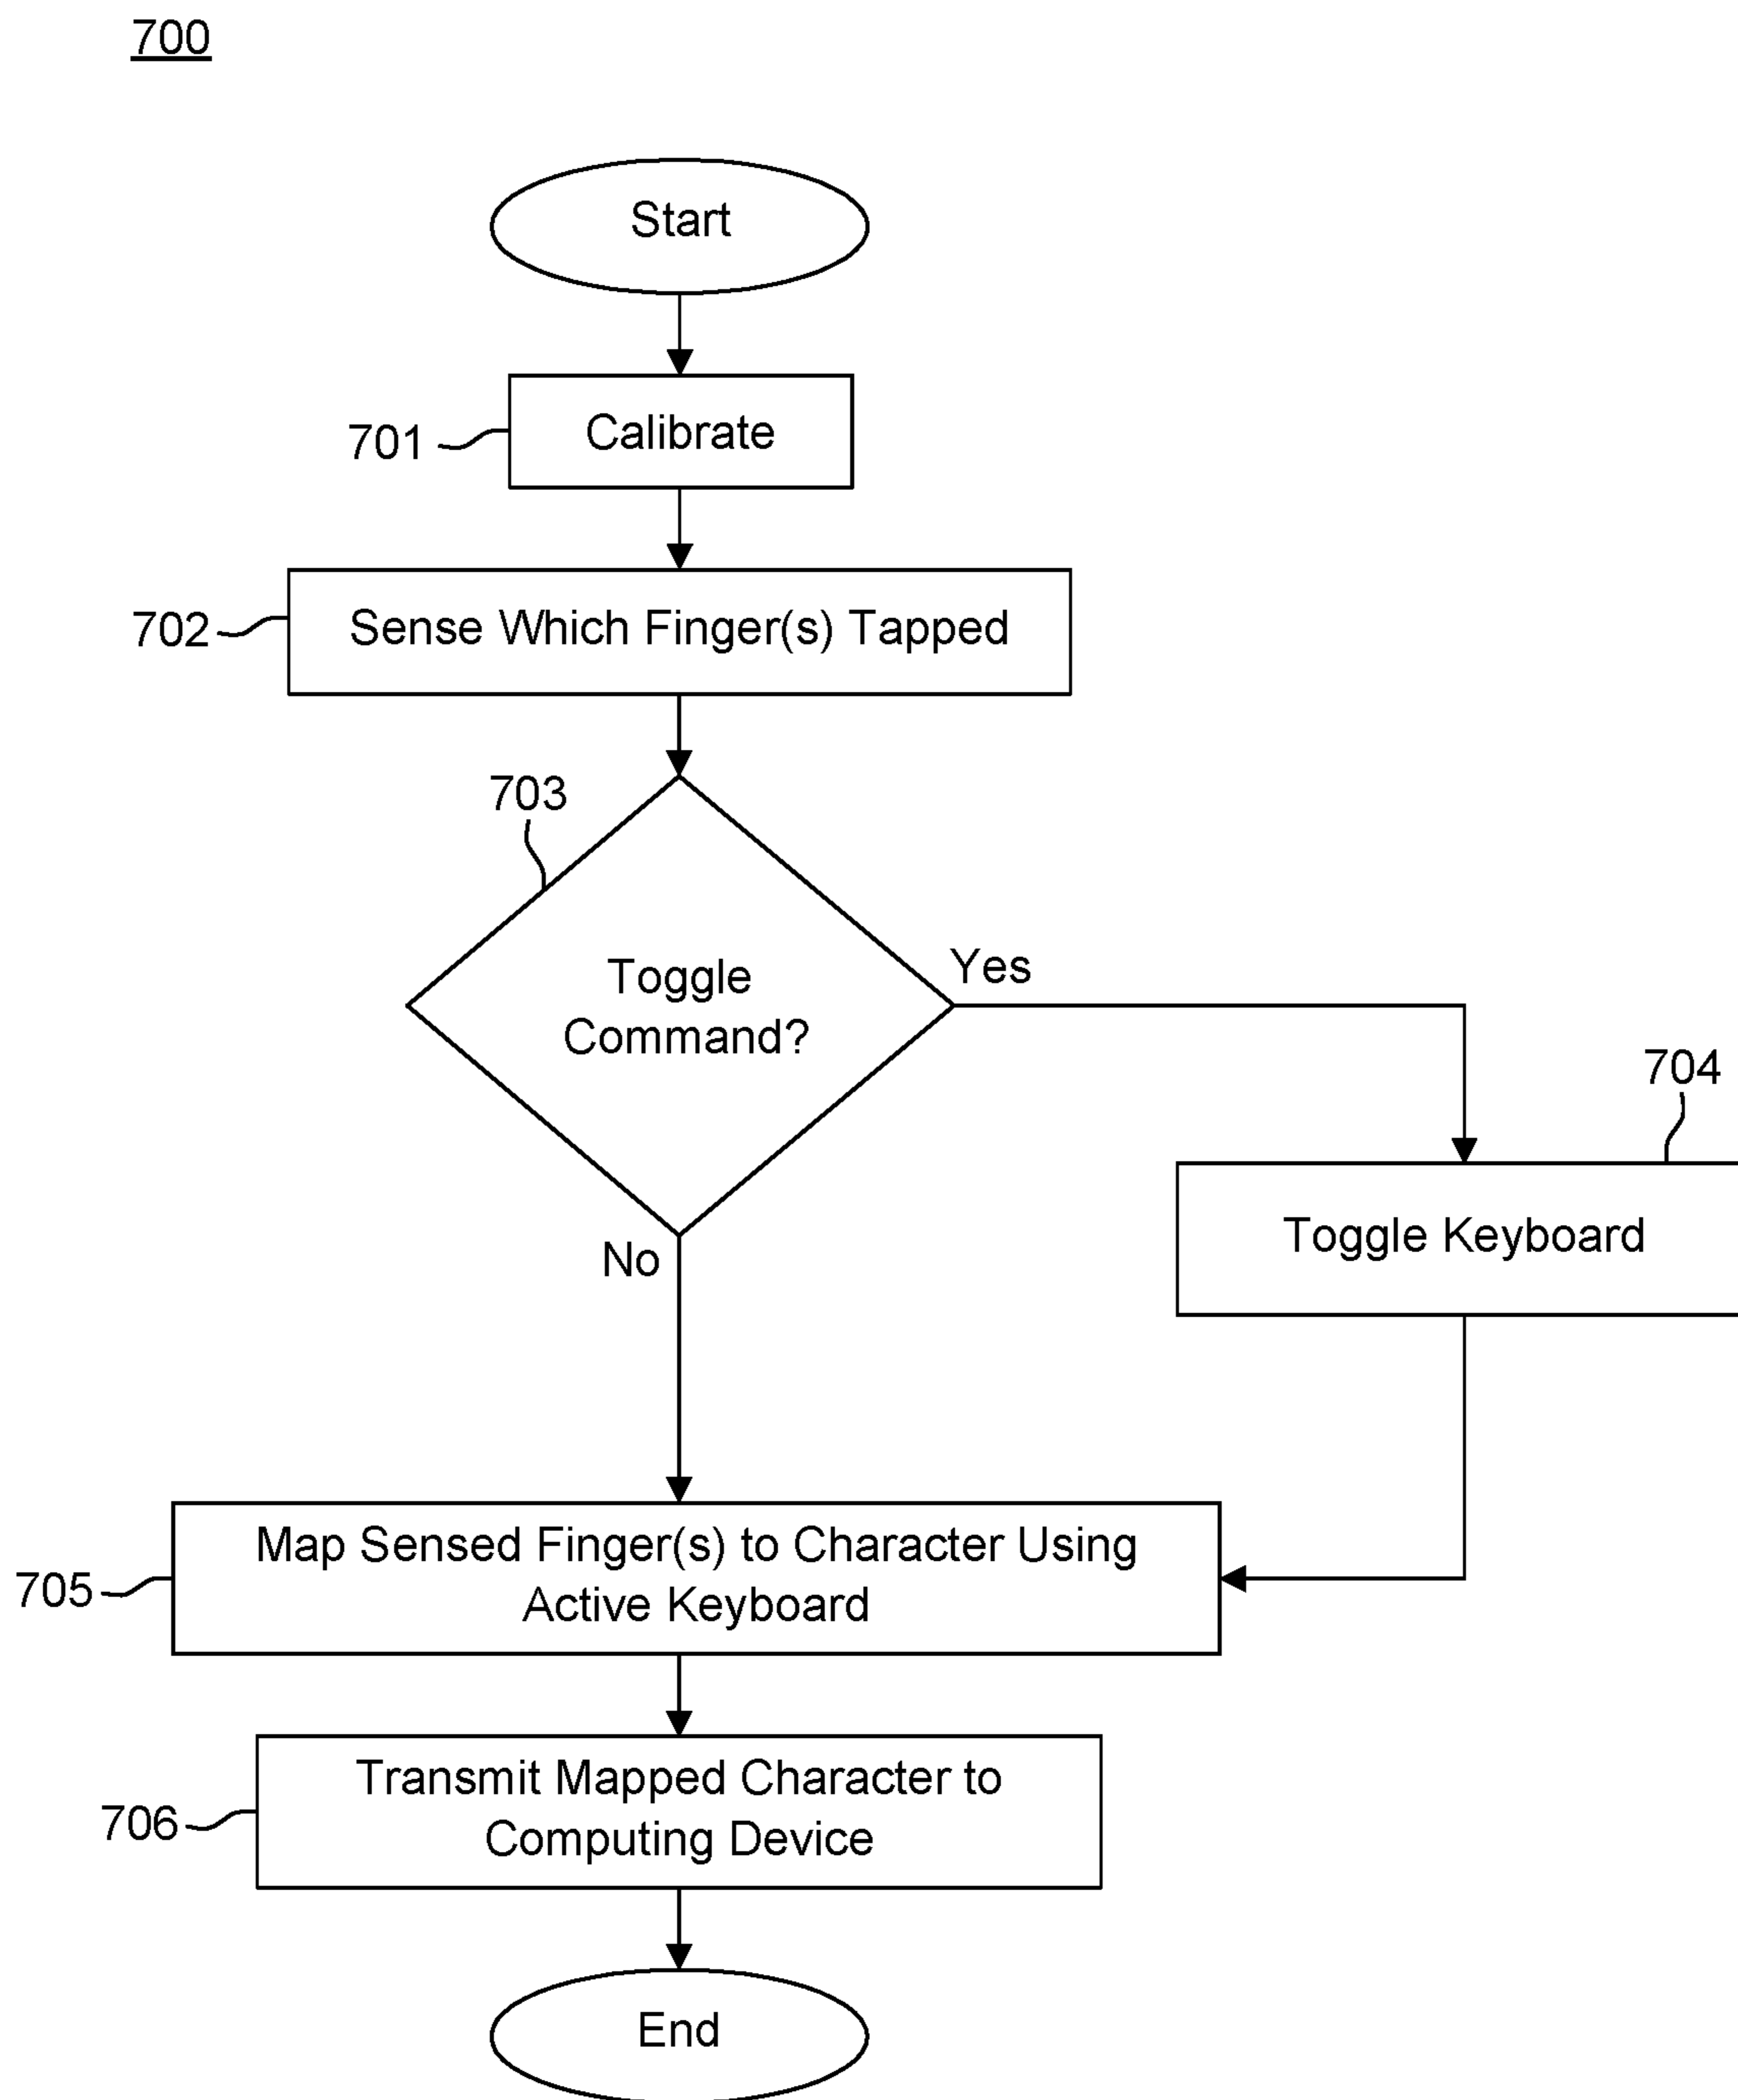 700
Start
701
Calibrate
702
Sense Which Finger(s) Tapped
703
Toggle
Command?
Yes
704
Toggle Keyboard
No
Map Sensed Finger(s) to Character Using
705
Active Keyboard
Transmit Mapped Character to
706
Computing Device
End